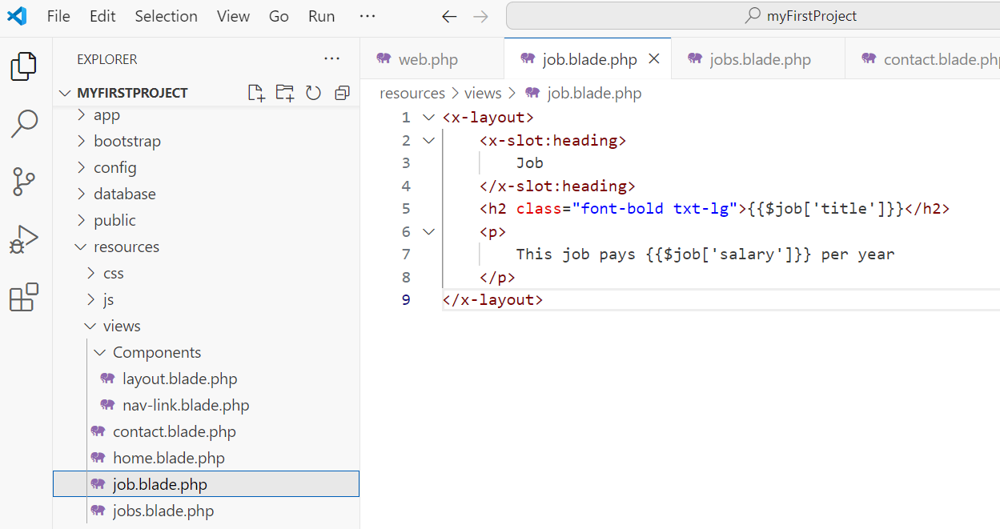 File Edit Selection View Go Run ··· myFirstProject
EXPLORER ···
MYFIRSTPROJECT
app
bootstrap
config
database
public
resources
css
js
views
Components
layout.blade.php
nav-link.blade.php
contact.blade.php
home.blade.php
job.blade.php
jobs.blade.php
web.php job.blade.php jobs.blade.php contact.blade.php
resources > views > job.blade.php
1 <x-layout>
2 <x-slot:heading>
3 Job
4 </x-slot:heading>
5 <h2 class="font-bold txt-lg">{{$job['title']}}</h2>
6 <p>
7 This job pays {{$job['salary']}} per year
8 </p>
9 </x-layout>